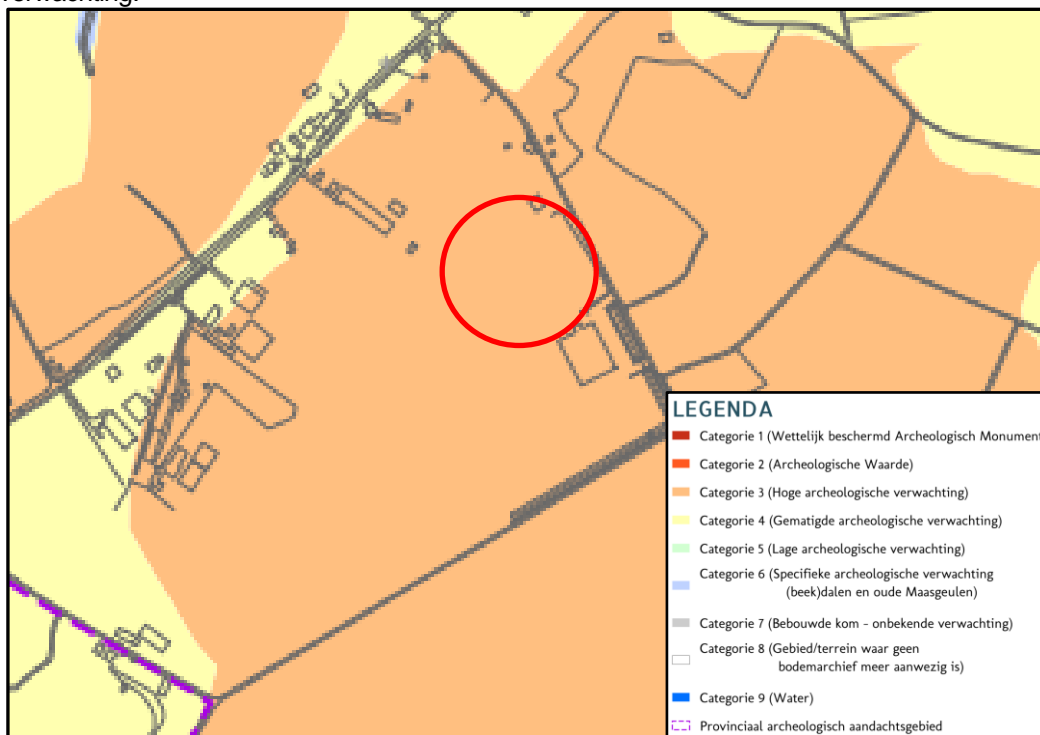 verwachting.
LEGENDA
Categorie 1 (Wettelijk beschermd Archeologisch Monument
Categorie 2 (Archeologische Waarde)
Categorie 3 (Hoge archeologische verwachting)
Categorie 4 (Gematigde archeologische verwachting)
Categorie 5 (Lage archeologische verwachting)
Categorie 6 (Specifieke archeologische verwachting
(beek)dalen en oude Maasgeulen)
Categorie 7 (Bebouwde kom – onbekende verwachting)
Categorie 8 (Gebied/terrein waar geen
bodemarchief meer aanwezig is)
Categorie 9 (Water)
Provinciaal archeologisch aandachtsgebied